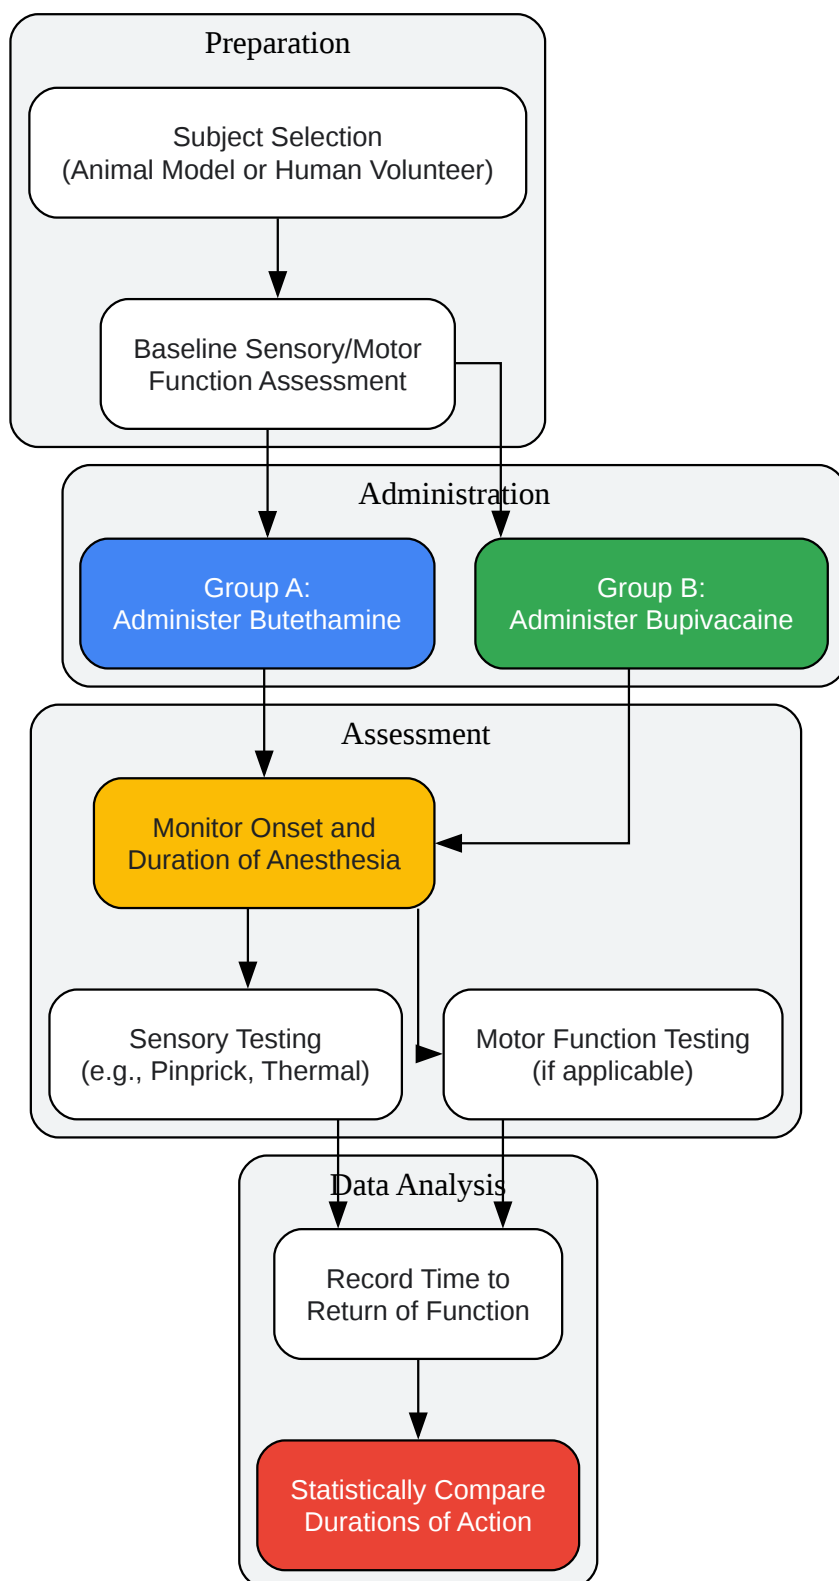 Preparation
Subject Selection
(Animal Model or Human Volunteer)
Baseline Sensory/Motor
Function Assessment
Administration
Group A:
Administer Butethamine
Group B:
Administer Bupivacaine
Assessment
Monitor Onset and
Duration of Anesthesia
Sensory Testing
(e.g., Pinprick, Thermal)
Motor Function Testing
(if applicable)
Data Analysis
Record Time to
Return of Function
Statistically Compare
Durations of Action